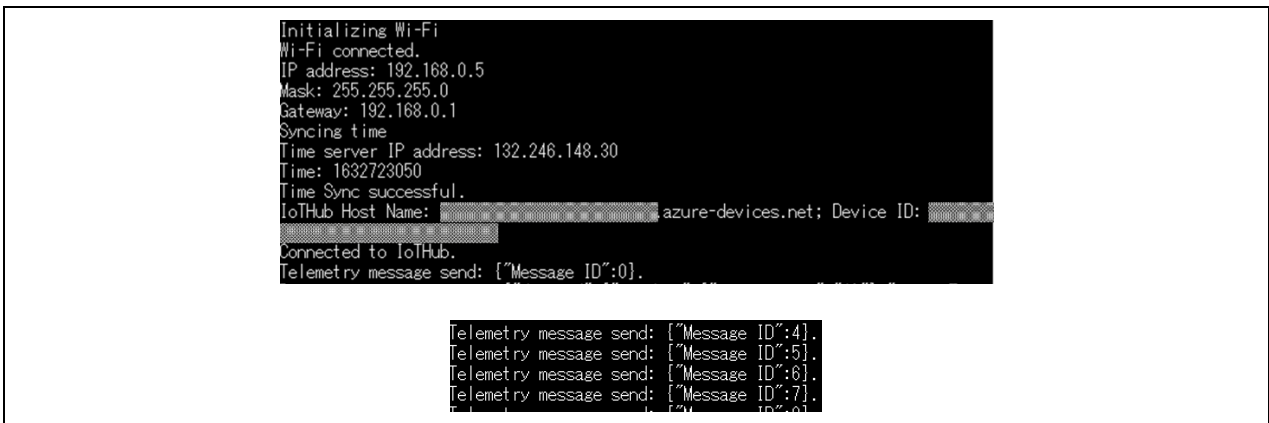 Initializing Wi-Fi
Wi-Fi connected.
IP address: 192.168.0.5
Mask: 255.255.255.0
Gateway: 192.168.0.1
Syncing time
Time server IP address: 132.246.148.30
Time: 1632723050
Time Sync successful.
IoTHub Host Name: .azure-devices.net; Device ID:
Connected to IoTHub.
Telemetry message send: {"Message ID":0}.
Telemetry message send: {"Message ID":4}.
Telemetry message send: {"Message ID":5}.
Telemetry message send: {"Message ID":6}.
Telemetry message send: {"Message ID":7}.